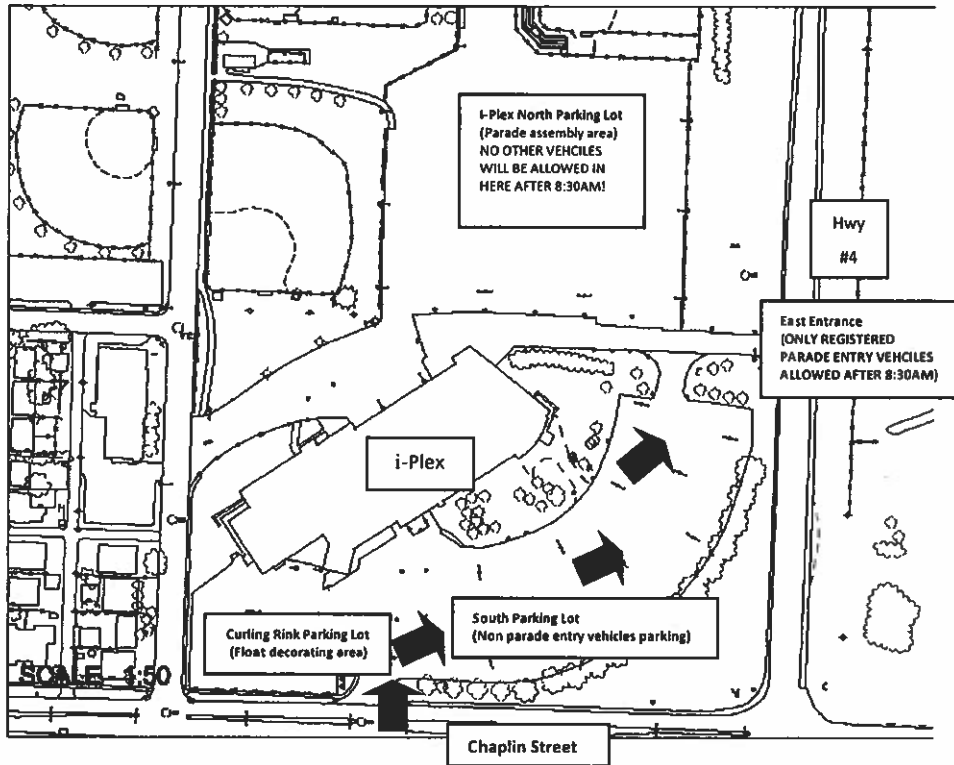 I-Plex North Parking Lot
(Parade assembly area)
NO OTHER VEHCILES
WILL BE ALLOWED IN
HERE AFTER 8:30AM!
Hwy
#4
East Entrance
(ONLY REGISTERED
PARADE ENTRY VEHCILES
ALLOWED AFTER 8:30AM)
i-Plex
Curling Rink Parking Lot
(Float decorating area)
South Parking Lot
(Non parade entry vehicles parking)
SCALE 1:50
Chaplin Street